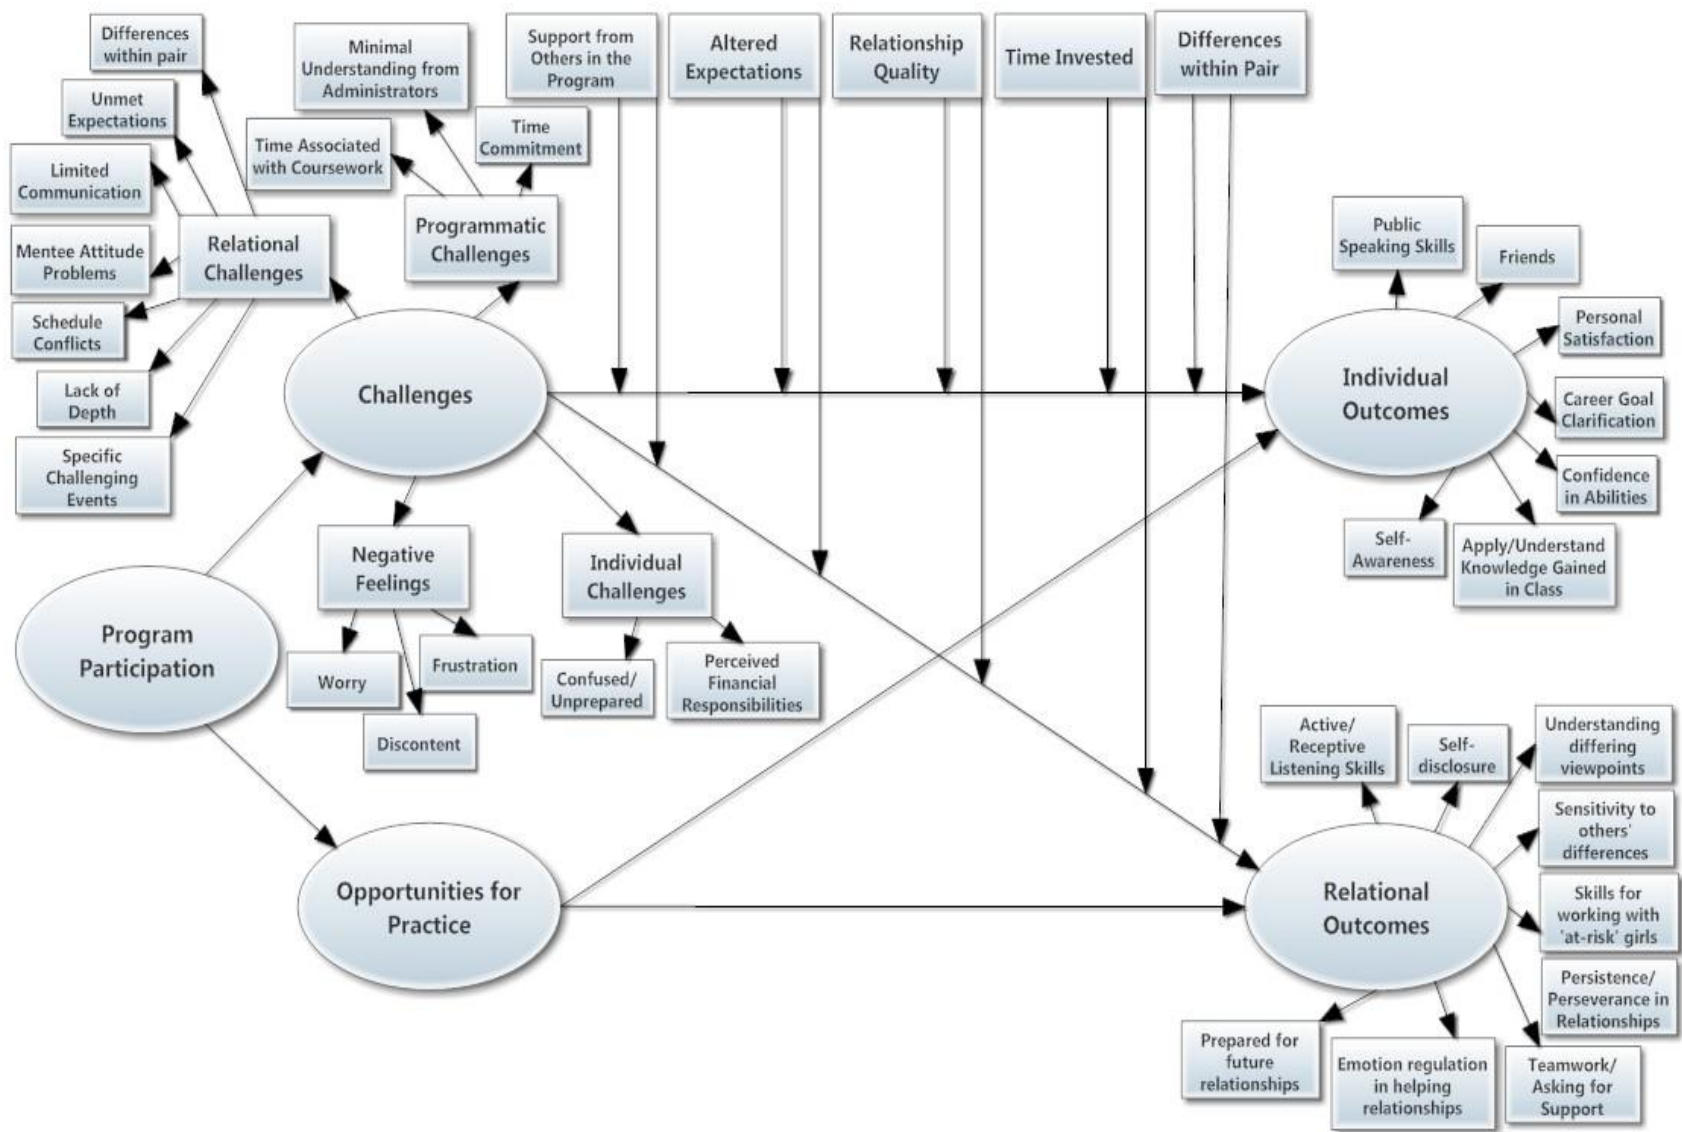 Differences
within pair
Minimal
Understanding from
Administrators
Support from
Others in the
Program
Altered
Expectations
Relationship
Quality
Time Invested
Differences
within Pair
Unmet
Expectations
Time Associated
with Coursework
Time
Commitment
Limited
Communication
Programmatic
Challenges
Relational
Challenges
Mentee Attitude
Problems
Schedule
Conflicts
Lack of
Depth
Specific
Challenging
Events
Challenges
Public
Speaking Skills
Friends
Personal
Satisfaction
Individual
Outcomes
Career Goal
Clarification
Confidence
in Abilities
Self-
Awareness
Apply/Understand
Knowledge Gained
in Class
Negative
Feelings
Individual
Challenges
Program
Participation
Worry
Frustration
Discontent
Confused/
Unprepared
Perceived
Financial
Responsibilities
Opportunities for
Practice
Active/
Receptive
Listening Skills
Self-
disclosure
Understanding
differing
viewpoints
Sensitivity to
others'
differences
Relational
Outcomes
Skills for
working with
'at-risk' girls
Persistence/
Perseverance in
Relationships
Prepared for
future
relationships
Emotion regulation
in helping
relationships
Teamwork/
Asking for
Support